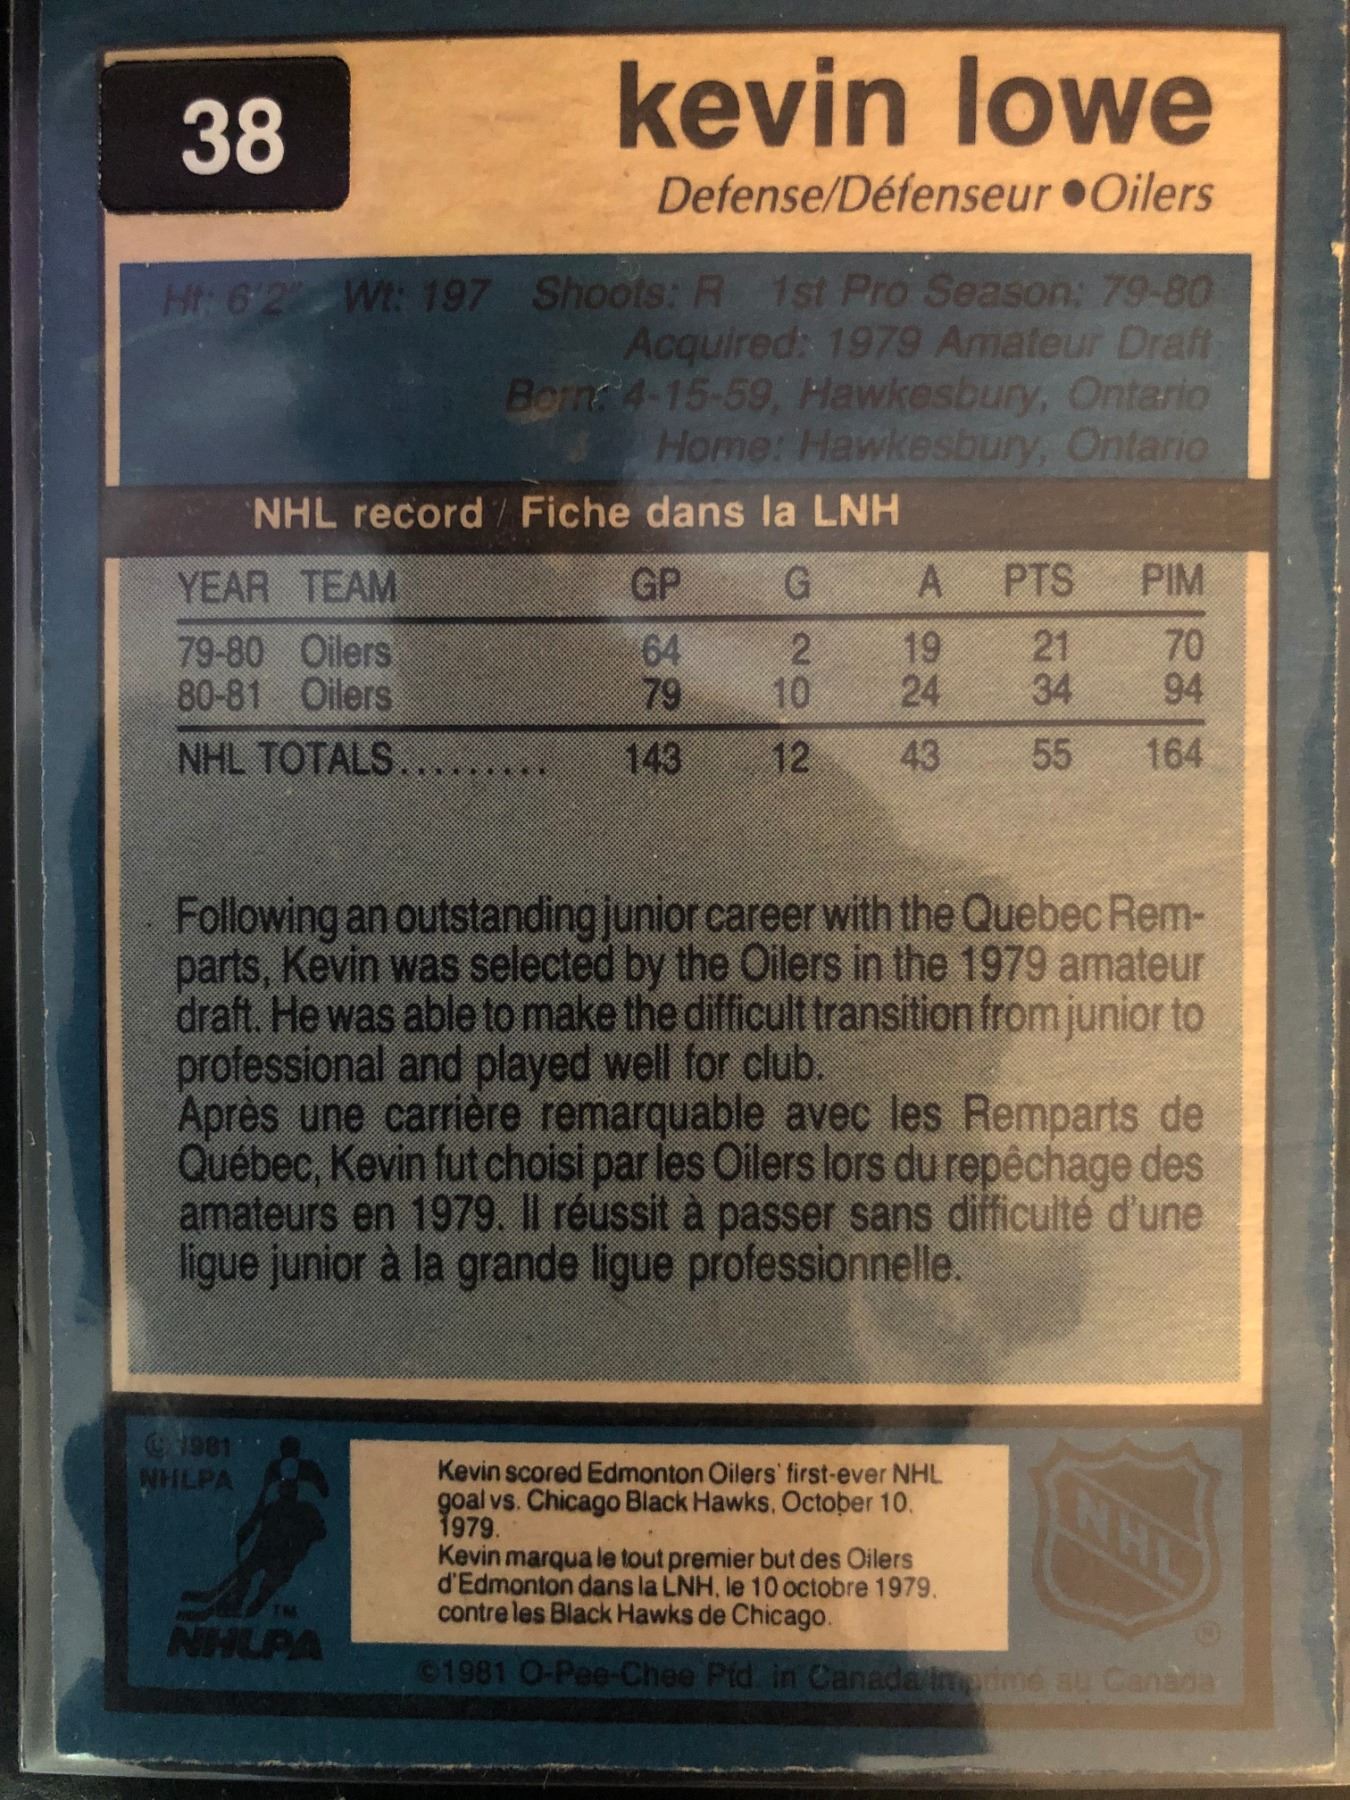 38
kevin lowe
Defense/Défenseur ● Oilers
Ht: 6'2" Wt: 197 Shoots: R 1st Pro Season: 79-80
Acquired: 1979 Amateur Draft
Born: 4-15-59, Hawkesbury, Ontario
Home: Hawkesbury, Ontario
NHL record / Fiche dans la LNH
YEAR TEAM GP G A PTS PIM
79-80 Oilers 64 2 19 21 70
80-81 Oilers 79 10 24 34 94
NHL TOTALS.......... 143 12 43 55 164
Following an outstanding junior career with the Quebec Rem-
parts, Kevin was selected by the Oilers in the 1979 amateur
draft. He was able to make the difficult transition from junior to
professional and played well for club.
Après une carrière remarquable avec les Remparts de
Québec, Kevin fut choisi par les Oilers lors du repêchage des
amateurs en 1979. Il réussit à passer sans difficulté d'une
ligue junior à la grande ligue professionnelle.
© 1981
NHLPA
TM
NHLPA
Kevin scored Edmonton Oilers' first-ever NHL
goal vs. Chicago Black Hawks, October 10,
1979.
Kevin marqua le tout premier but des Oilers
d'Edmonton dans la LNH, le 10 octobre 1979,
contre les Black Hawks de Chicago.
NHL
®
©1981 O-Pee-Chee Ptd. in Canada/Imprimé au Canada